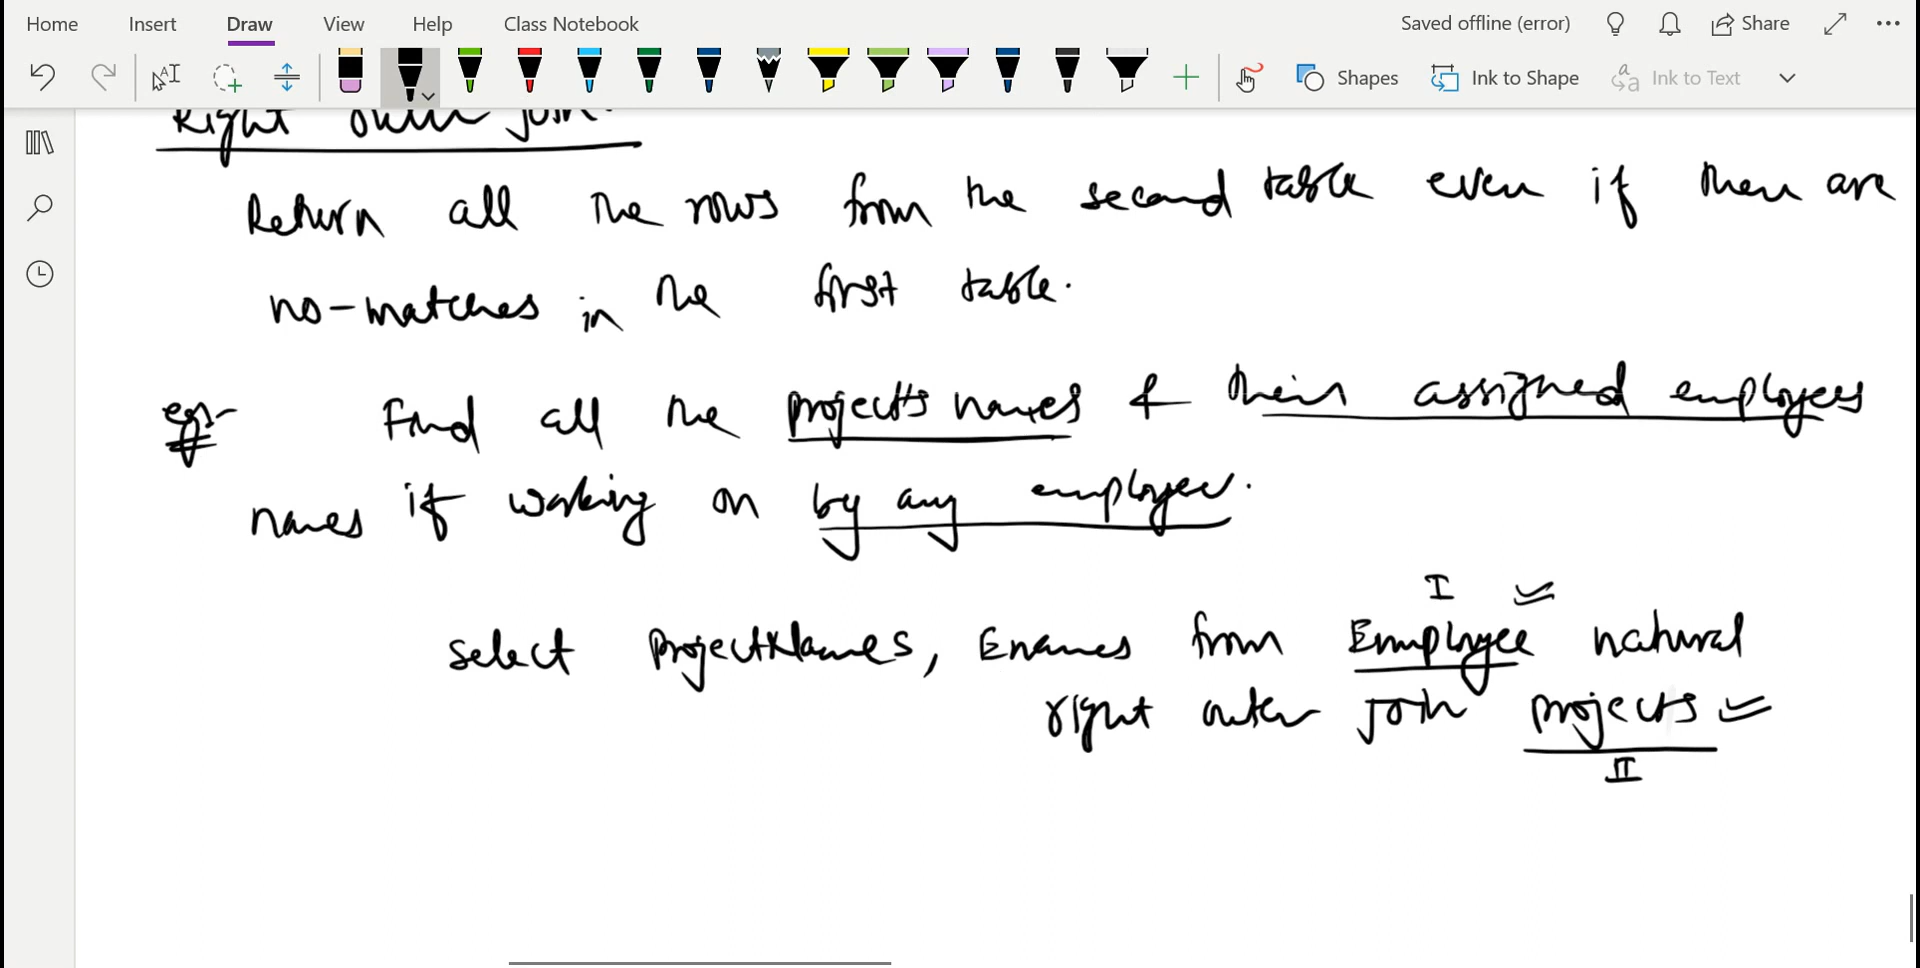 Home Insert Draw View Help Class Notebook Saved offline (error) Share
Shapes Ink to Shape Ink to Text
Right outer join.
Return all the rows from the second table even if there are
no-matches in the first table.
eg:- Find all the projects names & their assigned employees
names if working on by any employee.
I
select ProjectNames, Enames from Employee natural
right outer join projects
II